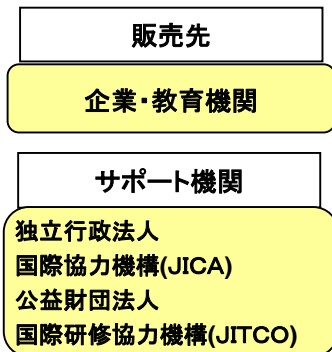 販売先
企業・教育機関
サポート機関
独立行政法人
国際協力機構(JICA)
公益財団法人
国際研修協力機構(JITCO)